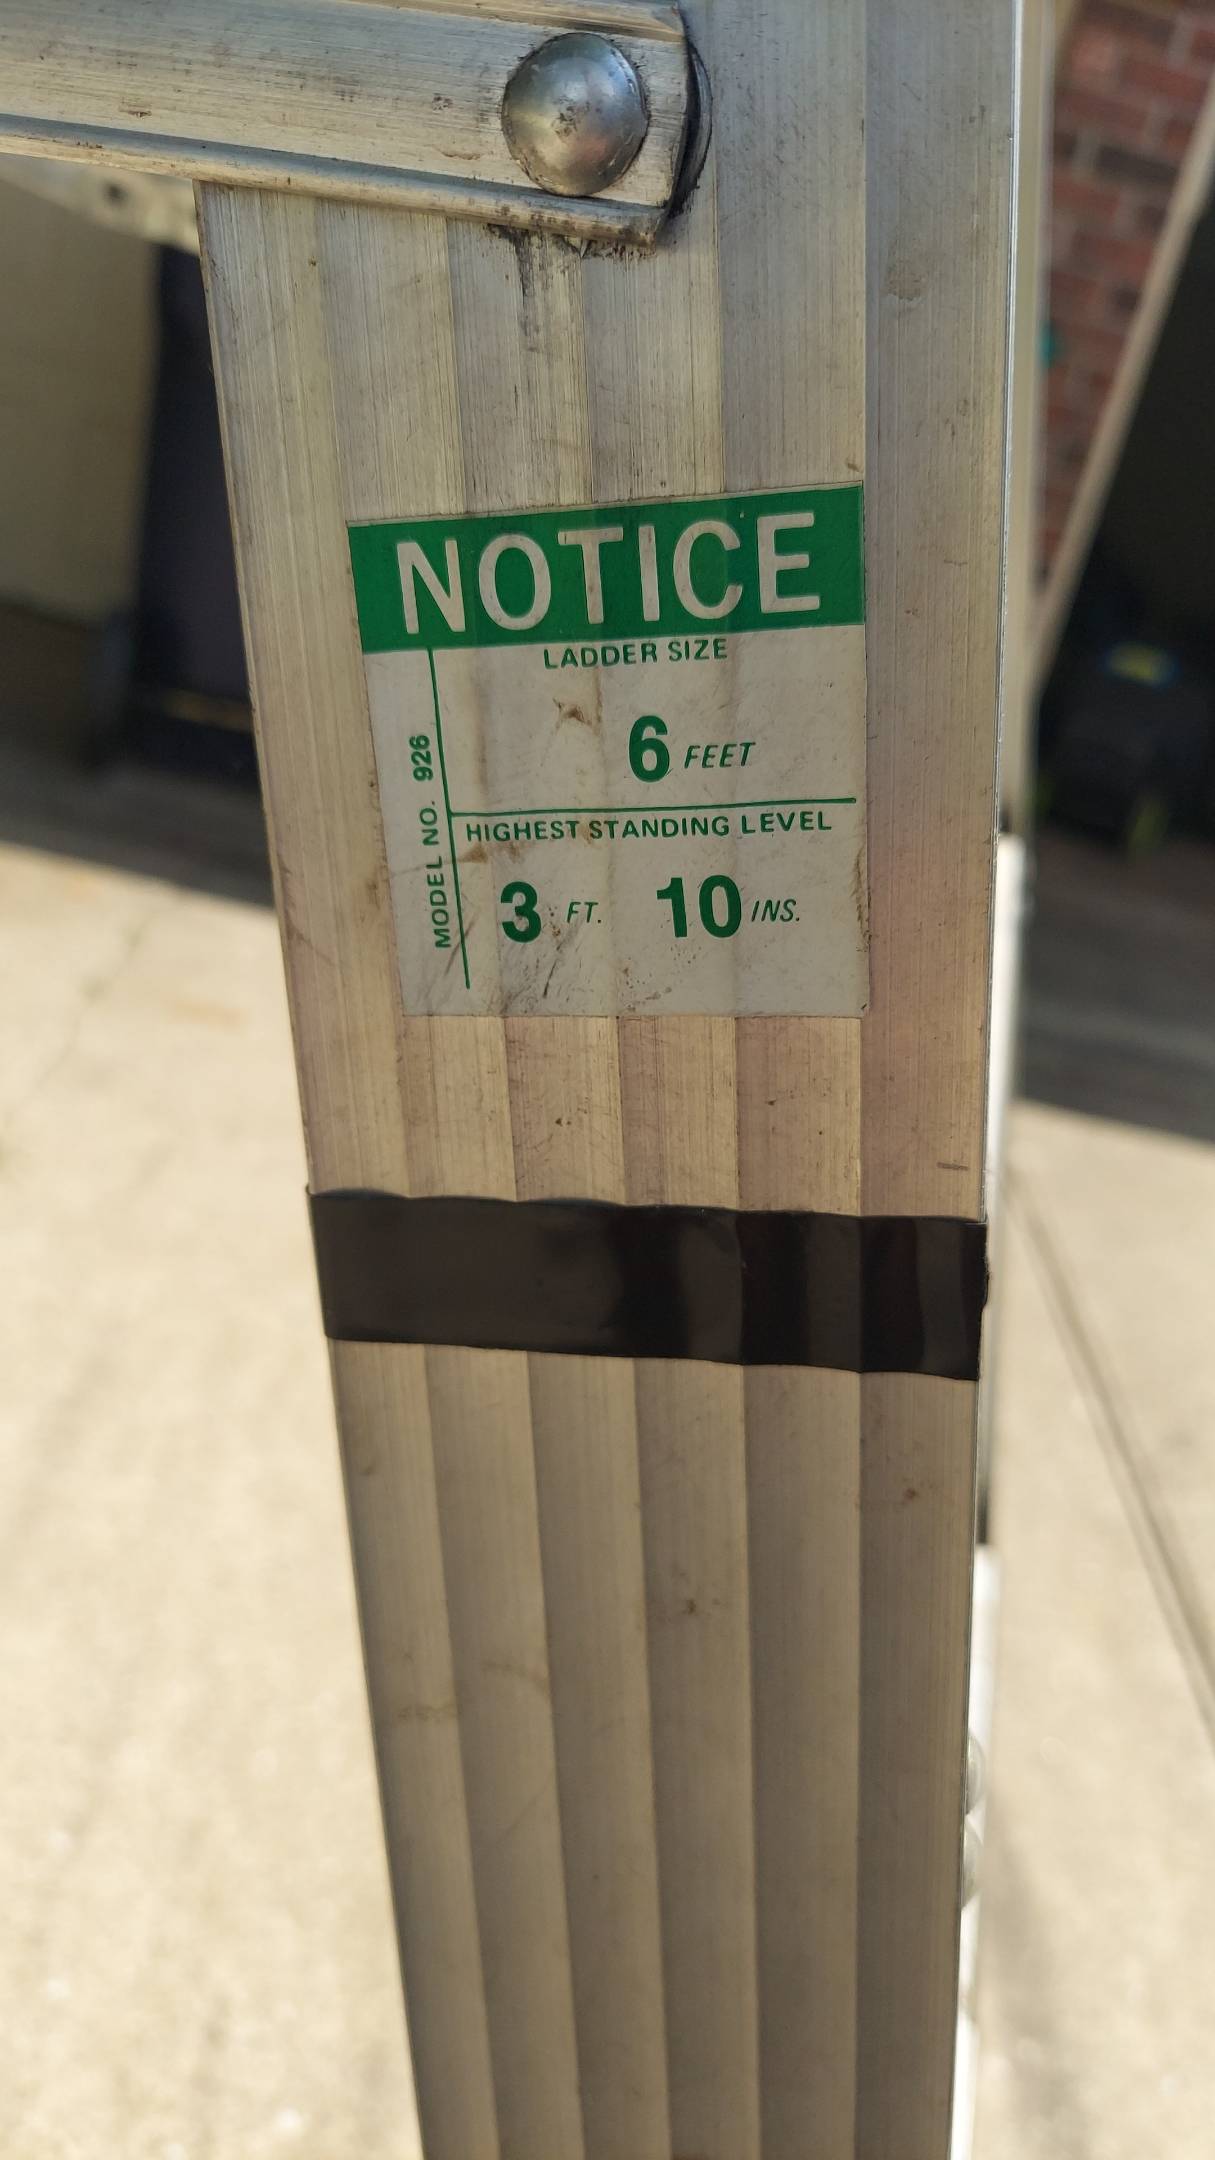 NOTICE
LADDER SIZE
6 FEET
MODEL NO. 926
HIGHEST STANDING LEVEL
3 FT. 10 INS.